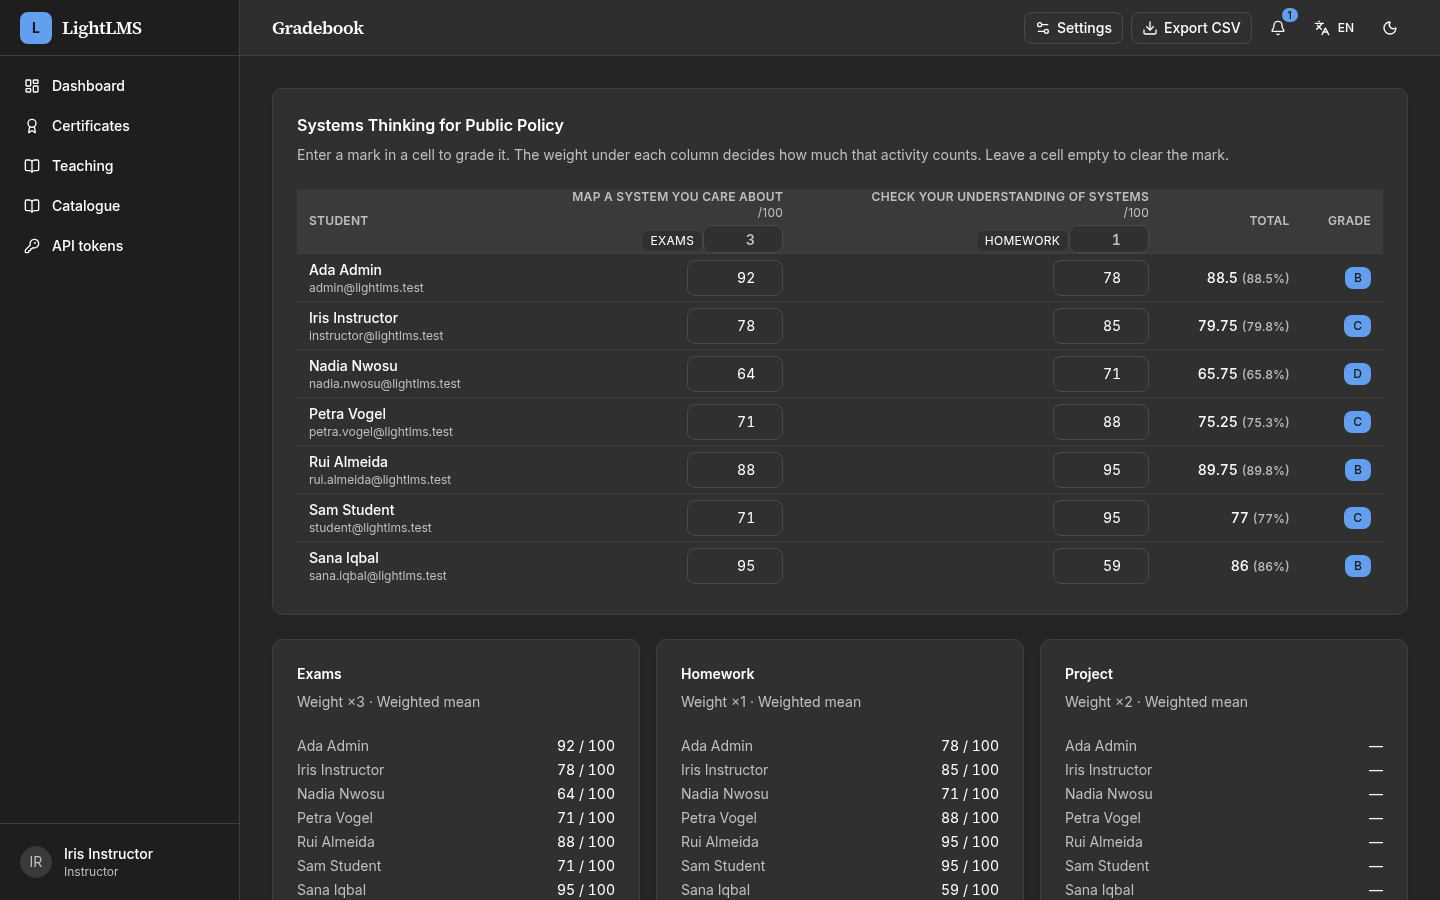 L LightLMS
Gradebook
Settings
Export CSV
1
EN
Dashboard
Certificates
Teaching
Catalogue
API tokens
Systems Thinking for Public Policy
Enter a mark in a cell to grade it. The weight under each column decides how much that activity counts. Leave a cell empty to clear the mark.
STUDENT
MAP A SYSTEM YOU CARE ABOUT
/100
EXAMS 3
CHECK YOUR UNDERSTANDING OF SYSTEMS
/100
HOMEWORK 1
TOTAL
GRADE
Ada Admin
admin@lightlms.test
92 78 88.5 (88.5%) B
Iris Instructor
instructor@lightlms.test
78 85 79.75 (79.8%) C
Nadia Nwosu
nadia.nwosu@lightlms.test
64 71 65.75 (65.8%) D
Petra Vogel
petra.vogel@lightlms.test
71 88 75.25 (75.3%) C
Rui Almeida
rui.almeida@lightlms.test
88 95 89.75 (89.8%) B
Sam Student
student@lightlms.test
71 95 77 (77%) C
Sana Iqbal
sana.iqbal@lightlms.test
95 59 86 (86%) B
Exams
Weight ×3 · Weighted mean
Ada Admin 92 / 100
Iris Instructor 78 / 100
Nadia Nwosu 64 / 100
Petra Vogel 71 / 100
Rui Almeida 88 / 100
Sam Student 71 / 100
Sana Iqbal 95 / 100
Homework
Weight ×1 · Weighted mean
Ada Admin 78 / 100
Iris Instructor 85 / 100
Nadia Nwosu 71 / 100
Petra Vogel 88 / 100
Rui Almeida 95 / 100
Sam Student 95 / 100
Sana Iqbal 59 / 100
Project
Weight ×2 · Weighted mean
Ada Admin —
Iris Instructor —
Nadia Nwosu —
Petra Vogel —
Rui Almeida —
Sam Student —
Sana Iqbal —
IR
Iris Instructor
Instructor